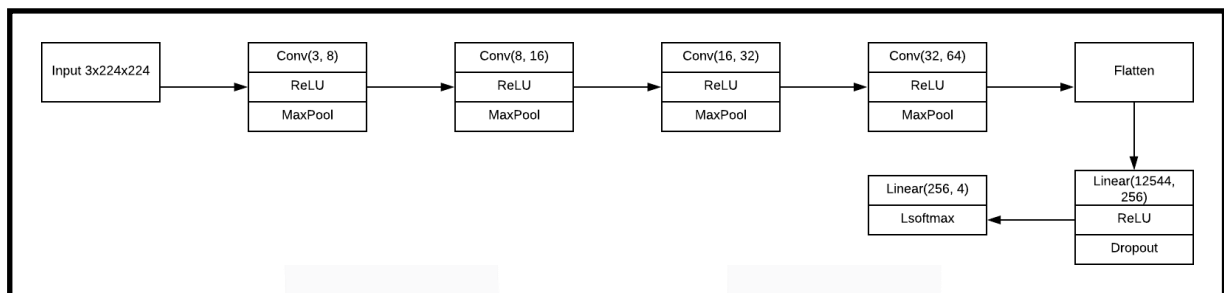 Input 3x224x224
Conv(3, 8)
ReLU
MaxPool
Conv(8, 16)
ReLU
MaxPool
Conv(16, 32)
ReLU
MaxPool
Conv(32, 64)
ReLU
MaxPool
Flatten
Linear(12544,
256)
ReLU
Dropout
Linear(256, 4)
Lsoftmax